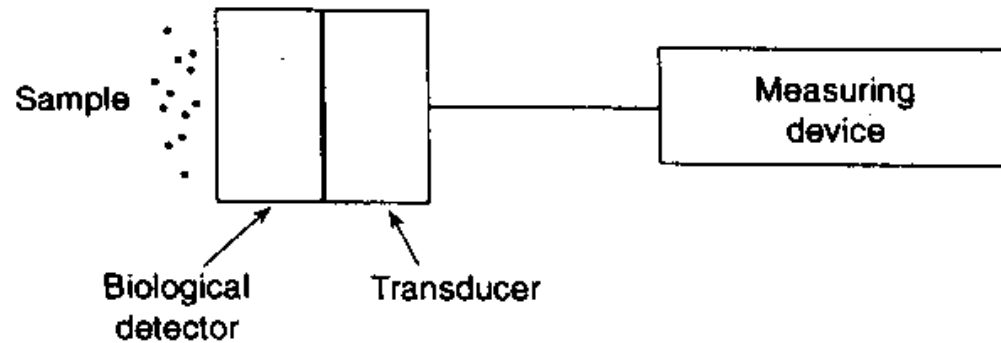 Sample
Measuring
device
Biological
detector
Transducer